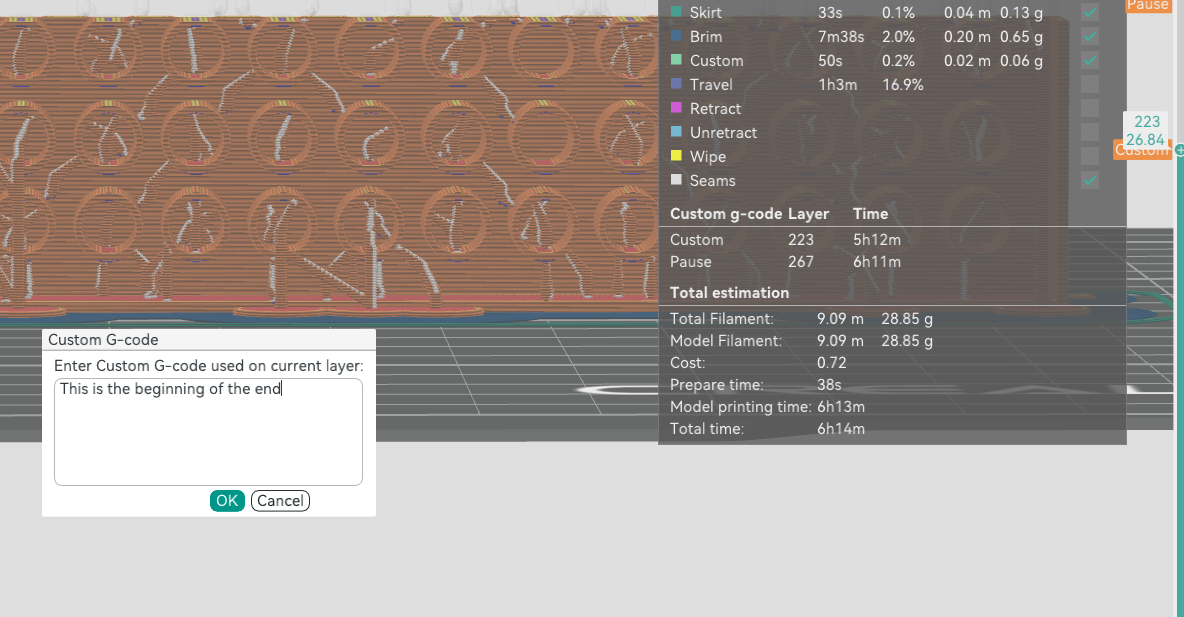 Skirt 33s 0.1% 0.04 m 0.13 g
Pause
Brim 7m38s 2.0% 0.20 m 0.65 g
Custom 50s 0.2% 0.02 m 0.06 g
Travel 1h3m 16.9%
Retract
Unretract
Wipe
Seams
223
26.84
Custom
Custom g-code Layer Time
Custom 223 5h12m
Pause 267 6h11m
Total estimation
Total Filament: 9.09 m 28.85 g
Model Filament: 9.09 m 28.85 g
Cost: 0.72
Prepare time: 38s
Model printing time: 6h13m
Total time: 6h14m
Custom G-code
Enter Custom G-code used on current layer:
This is the beginning of the end
OK Cancel